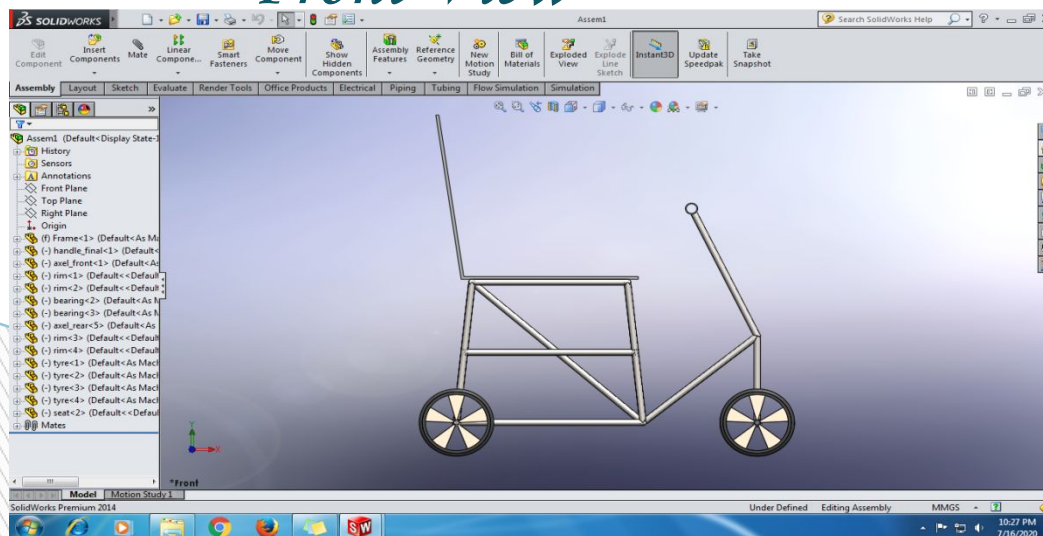 Front View
SOLIDWORKS
Assem1
Search SolidWorks Help
Edit Component
Insert Components
Mate
Linear Compone...
Smart Fasteners
Move Component
Show Hidden Components
Assembly Features
Reference Geometry
New Motion Study
Bill of Materials
Exploded View
Explode Line Sketch
Instant3D
Update Speedpak
Take Snapshot
Assembly Layout Sketch Evaluate Render Tools Office Products Electrical Piping Tubing Flow Simulation Simulation
Assem1 (Default<Display State-1
History
Sensors
Annotations
Front Plane
Top Plane
Right Plane
Origin
(f) Frame<1> (Default<As Ma
(-) handle_final<1> (Default<
(-) axel_front<1> (Default<As
(-) rim<1> (Default<<Default
(-) rim<2> (Default<<Default
(-) bearing<2> (Default<As M
(-) bearing<3> (Default<As M
(-) axel_rear<5> (Default<As
(-) rim<3> (Default<<Default
(-) rim<4> (Default<<Default
(-) tyre<1> (Default<As Mach
(-) tyre<2> (Default<As Mach
(-) tyre<3> (Default<As Mach
(-) tyre<4> (Default<As Mach
(-) seat<2> (Default<<Defaul
Mates
Y
X
*Front
Model Motion Study 1
SolidWorks Premium 2014
Under Defined Editing Assembly MMGS
10:27 PM
7/16/2020